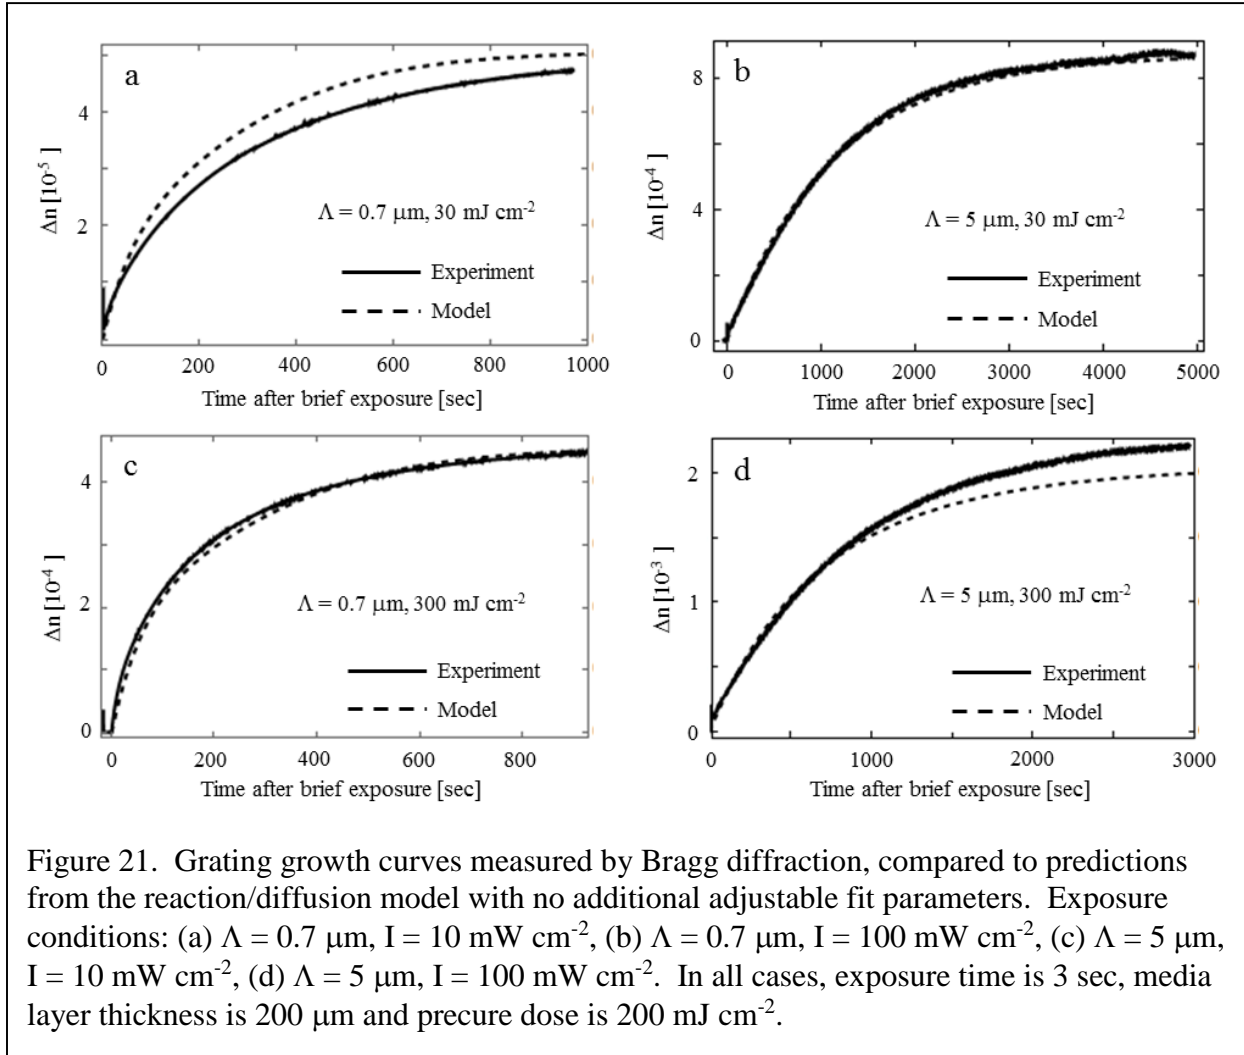 a
Δn [10⁻⁵ ]
4
2
0
Λ = 0.7 μm, 30 mJ cm⁻²
Experiment
Model
0 200 400 600 800 1000
Time after brief exposure [sec]
b
Δn [10⁻⁴ ]
8
4
0
Λ = 5 μm, 30 mJ cm⁻²
Experiment
Model
0 1000 2000 3000 4000 5000
Time after brief exposure [sec]
c
Δn [10⁻⁴ ]
4
2
0
Λ = 0.7 μm, 300 mJ cm⁻²
Experiment
Model
0 200 400 600 800
Time after brief exposure [sec]
d
Δn [10⁻³ ]
2
1
0
Λ = 5 μm, 300 mJ cm⁻²
Experiment
Model
0 1000 2000 3000
Time after brief exposure [sec]
Figure 21. Grating growth curves measured by Bragg diffraction, compared to predictions
from the reaction/diffusion model with no additional adjustable fit parameters. Exposure
conditions: (a) Λ = 0.7 μm, I = 10 mW cm⁻², (b) Λ = 0.7 μm, I = 100 mW cm⁻², (c) Λ = 5 μm,
I = 10 mW cm⁻², (d) Λ = 5 μm, I = 100 mW cm⁻². In all cases, exposure time is 3 sec, media
layer thickness is 200 μm and precure dose is 200 mJ cm⁻².